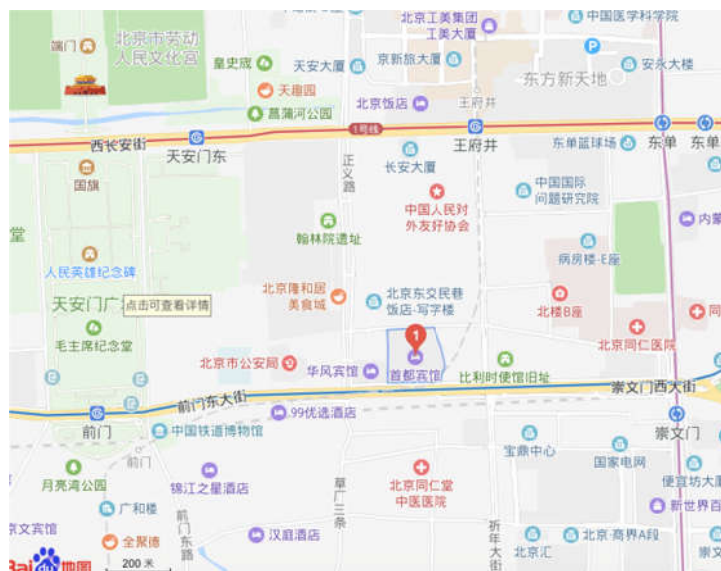 中国医学科学院
北京工美集团
工美大厦
端门
北京市劳动
人民文化宫
皇史宬
天安大厦
京新旅大厦
安永大楼
东方新天地
天趣园
北京饭店
王府井
菖蒲河公园
1号线
西长安街
天安门东
王府井
东单篮球场
东单
东单
正义路
长安大厦
国旗
中国国际
问题研究院
中国人民对
外友好协会
内蒙
翰林院遗址
堂
病房楼-E座
人民英雄纪念碑
北京隆和居
美食城
北京东交民巷
饭店-写字楼
北楼B座
同
天安门广
点击可查看详情
1
毛主席纪念堂
北京同仁医院
北京市公安局
华风宾馆
首都宾馆
比利时使馆旧址
崇文门西大街
前门东大街
99优选酒店
前门
中国铁道博物馆
崇文门
宝鼎中心
前门
国家电网
月亮湾公园
锦江之星酒店
草厂三条
北京同仁堂
中医医院
便宜坊大厦
广和楼
新世界百
京文宾馆
前门东路
汉庭酒店
祈年大街
全聚德
北京汇
北京·商界A段
崇文
Bai du 地图
200 米